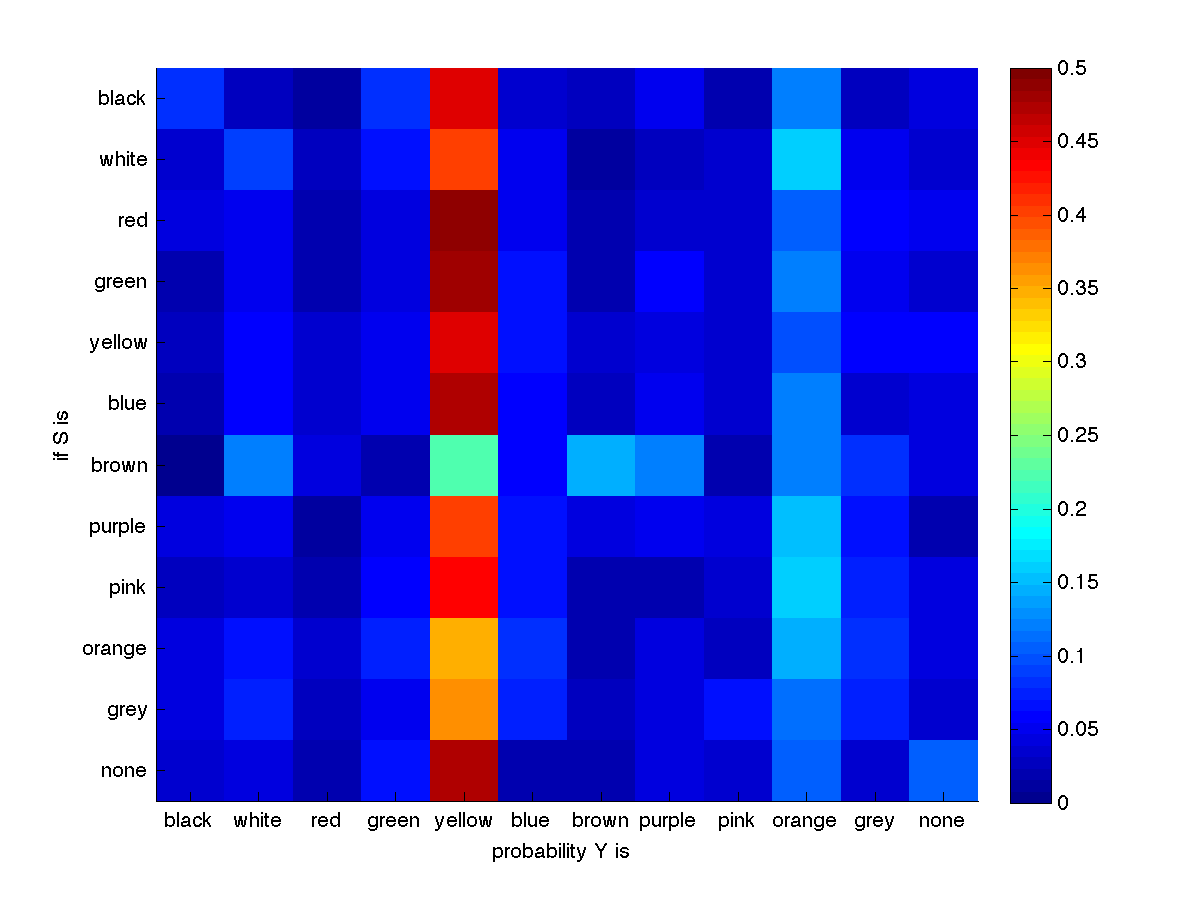 black
white
red
green
yellow
blue
brown
purple
pink
orange
grey
none
if S is
black white red green yellow blue brown purple pink orange grey none
probability Y is
0.5
0.45
0.4
0.35
0.3
0.25
0.2
0.15
0.1
0.05
0